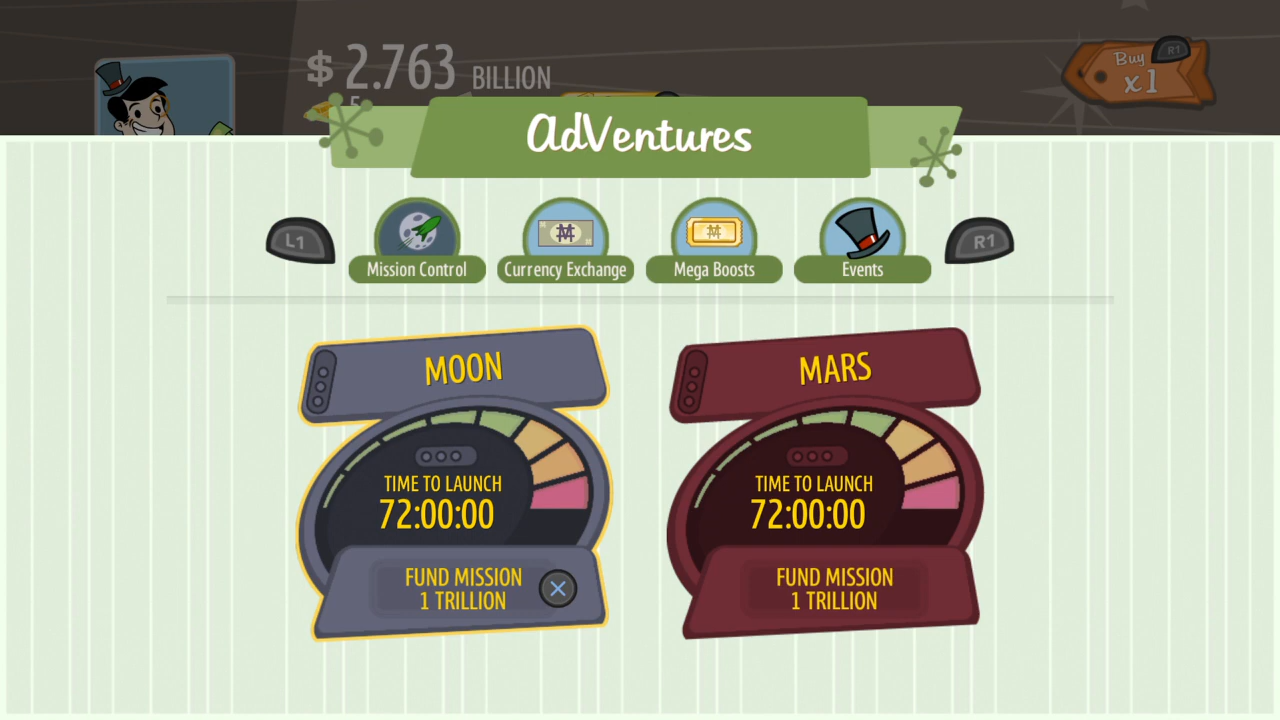 $ 2.763 BILLION
5
Buy R1
x1
AdVentures
L1
Mission Control
Currency Exchange
Mega Boosts
Events
R1
MOON
TIME TO LAUNCH
72:00:00
FUND MISSION
1 TRILLION
MARS
TIME TO LAUNCH
72:00:00
FUND MISSION
1 TRILLION